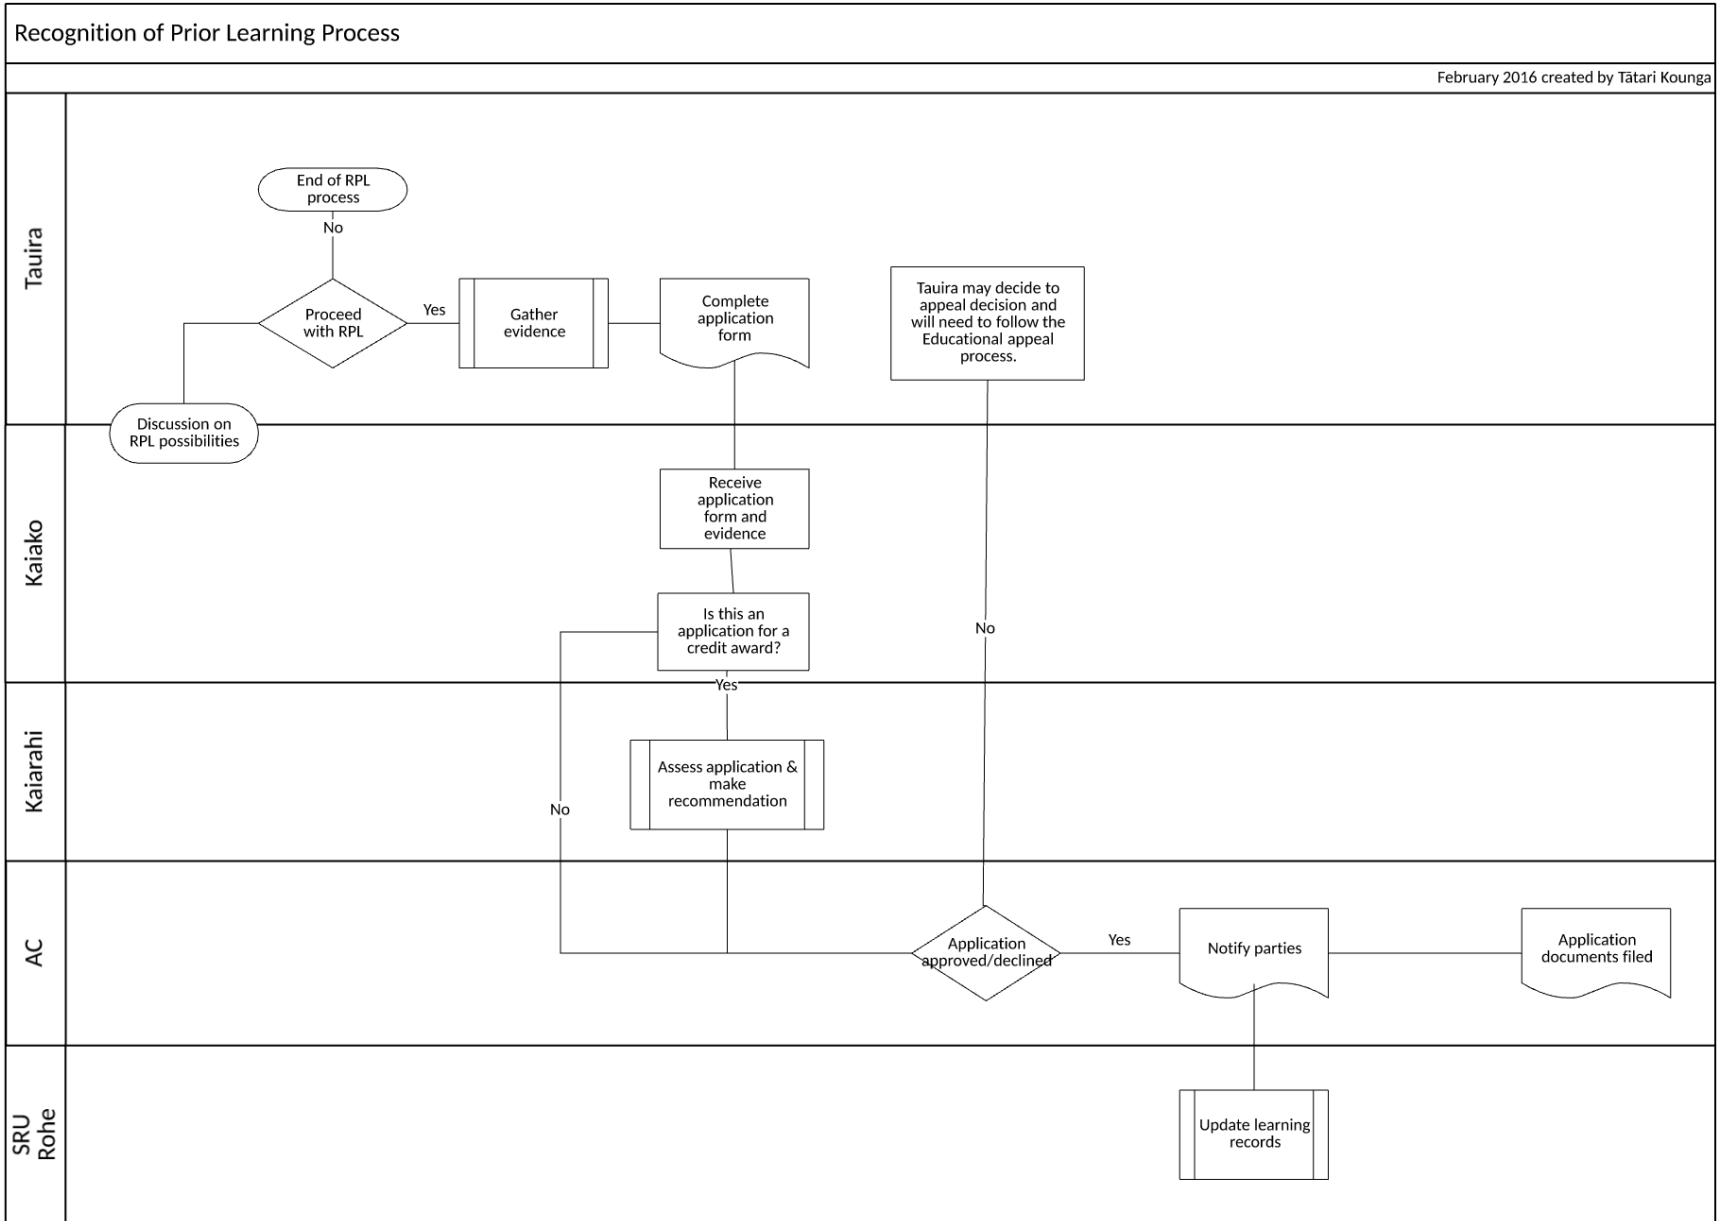 Recognition of Prior Learning Process
February 2016 created by Tātari Kounga
Tauira
End of RPL
process
No
Proceed
with RPL
Yes
Gather
evidence
Complete
application
form
Tauira may decide to
appeal decision and
will need to follow the
Educational appeal
process.
Discussion on
RPL possibilities
Kaiako
Receive
application
form and
evidence
Is this an
application for a
credit award?
No
Yes
Kaiarahi
Assess application &
make
recommendation
No
AC
Application
approved/declined
Yes
Notify parties
Application
documents filed
SRU
Rohe
Update learning
records